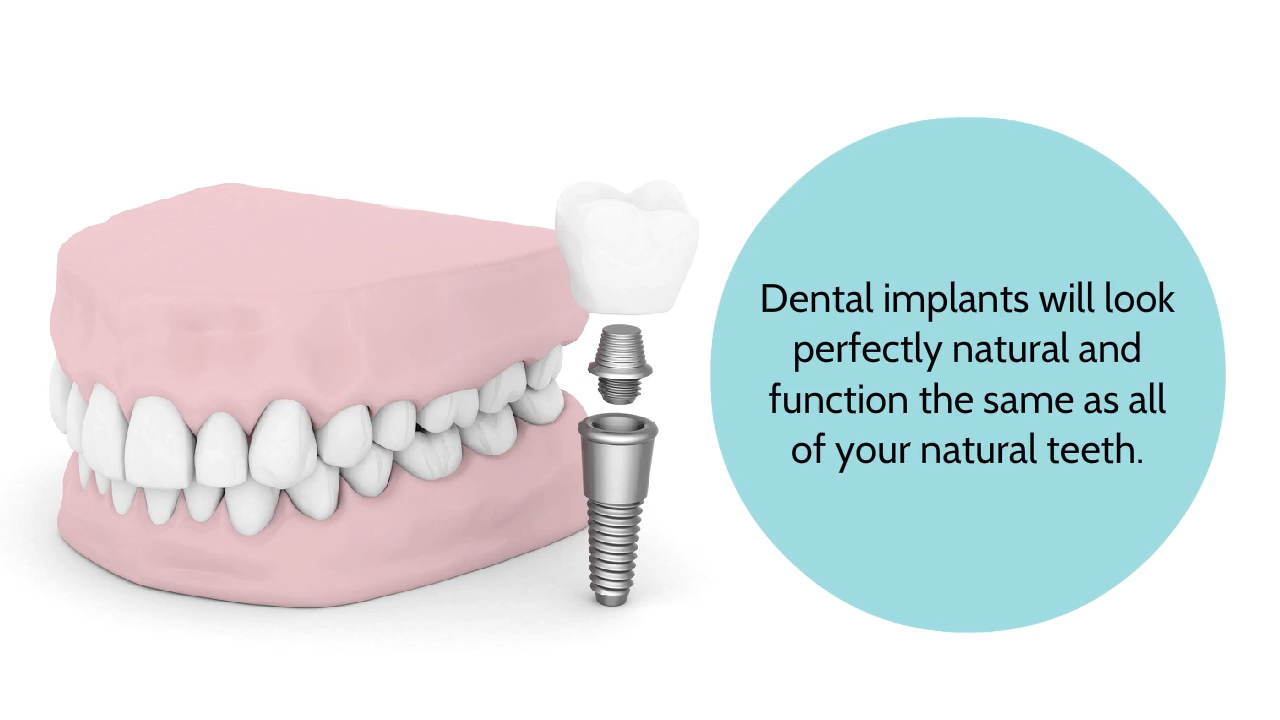 Dental implants will look
perfectly natural and
function the same as all
of your natural teeth.